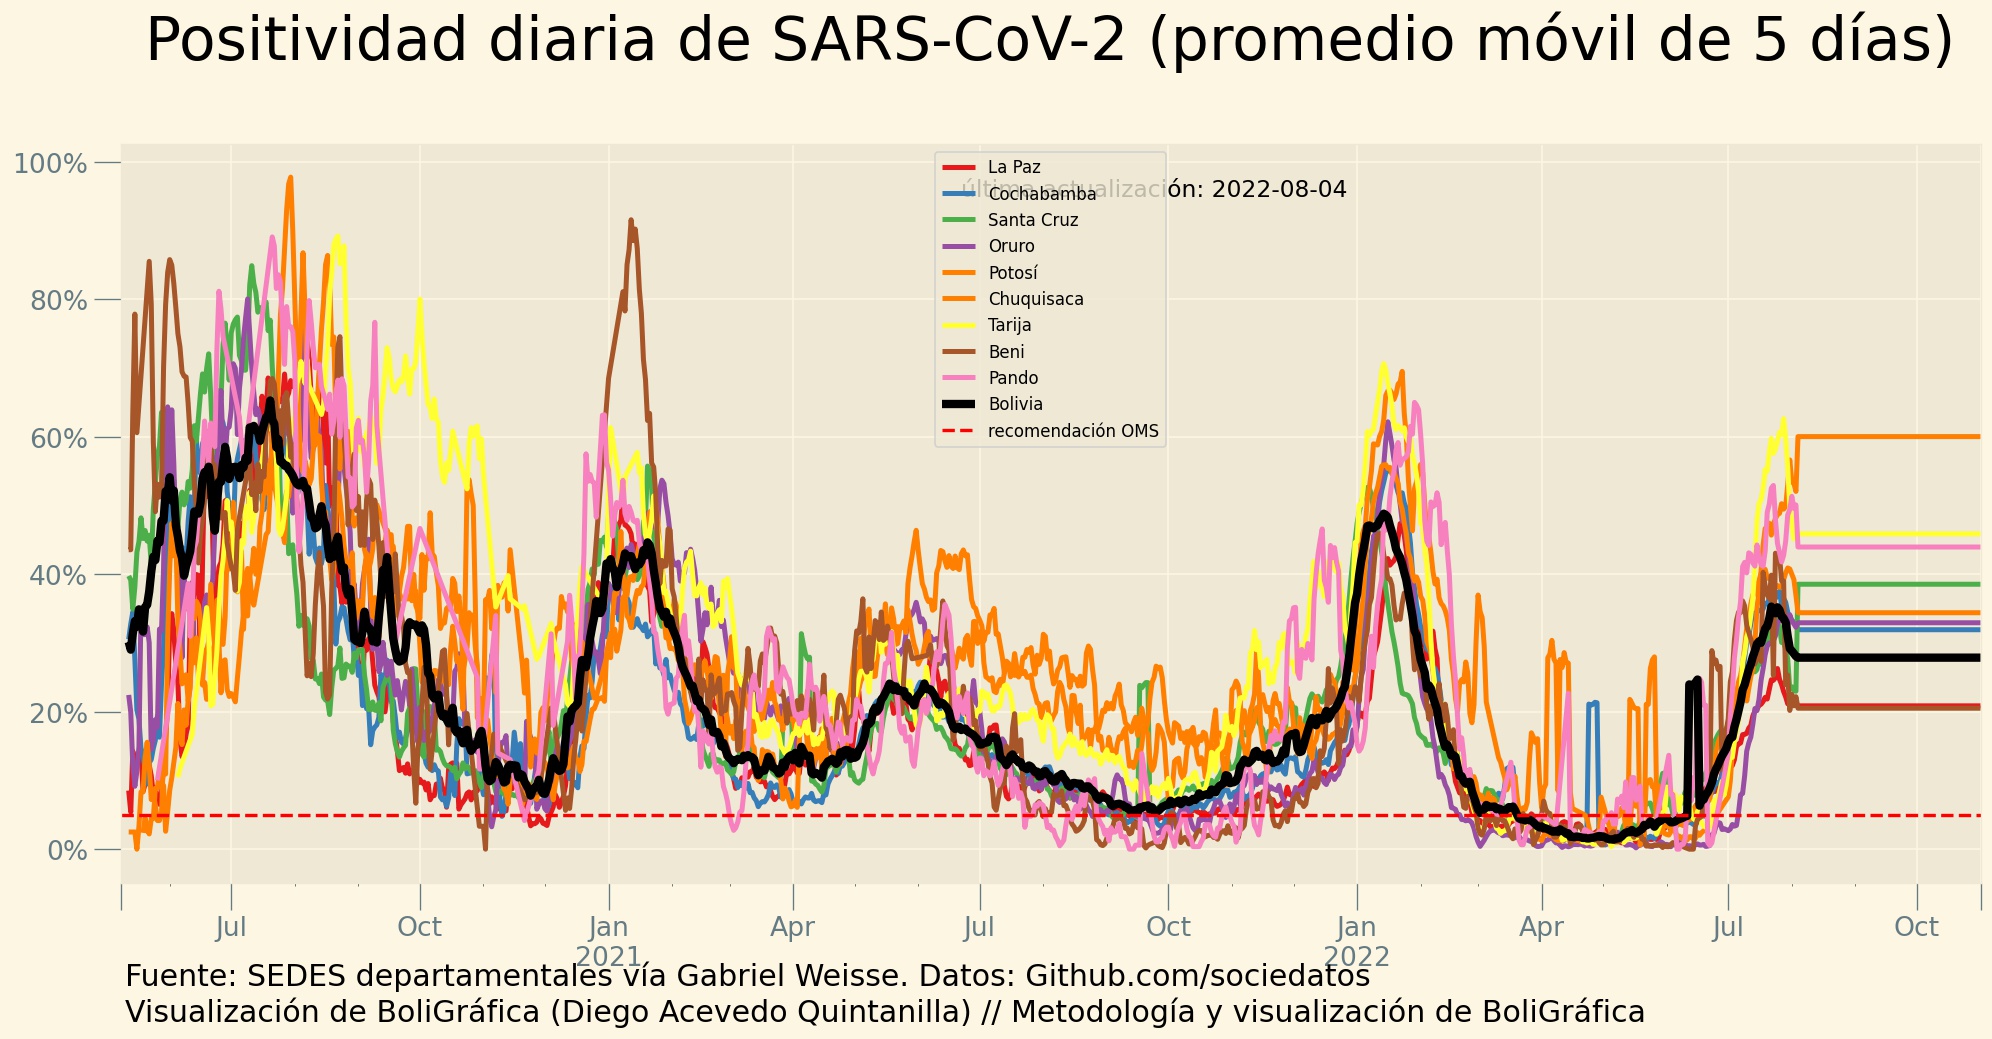 Positividad diaria de SARS-CoV-2 (promedio móvil de 5 días)
100%
80%
60%
40%
20%
0%
La Paz
última actualización: 2022-08-04
Cochabamba
Santa Cruz
Oruro
Potosí
Chuquisaca
Tarija
Beni
Pando
Bolivia
recomendación OMS
Jul
Oct
Jan
2021
Apr
Jul
Oct
Jan
2022
Apr
Jul
Oct
Fuente: SEDES departamentales vía Gabriel Weisse. Datos: Github.com/sociedatos
Visualización de BoliGráfica (Diego Acevedo Quintanilla) // Metodología y visualización de BoliGráfica